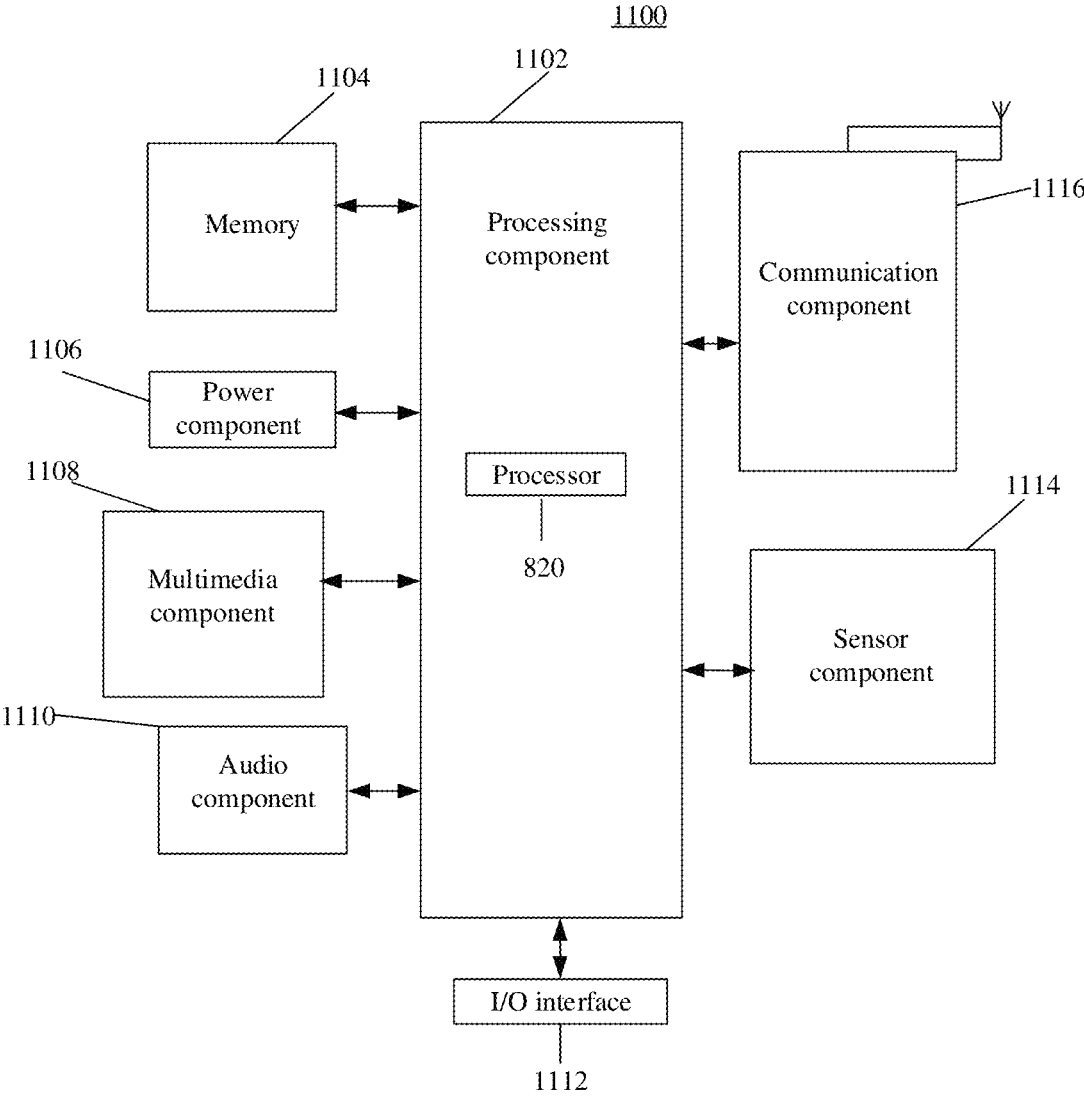 1100
1104
1102
1116
Memory
Processing
component
Communication
component
1106
Power
component
1108
Processor
820
1114
Multimedia
component
Sensor
component
1110
Audio
component
I/O interface
1112